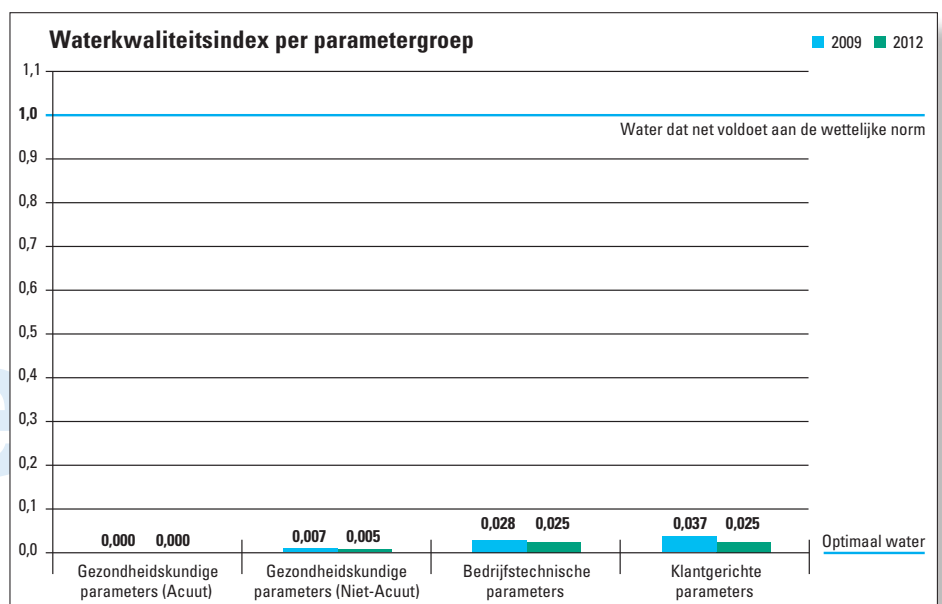 Waterkwaliteitsindex per parametergroep
2009 2012
1,1
1,0
Water dat net voldoet aan de wettelijke norm
0,9
0,8
0,7
0,6
0,5
0,4
0,3
0,2
0,1
0,000 0,000 0,007 0,005 0,028 0,025 0,037 0,025
0,0
Optimaal water
Gezondheidskundige
parameters (Acuut)
Gezondheidskundige
parameters (Niet-Acuut)
Bedrijfstechnische
parameters
Klantgerichte
parameters